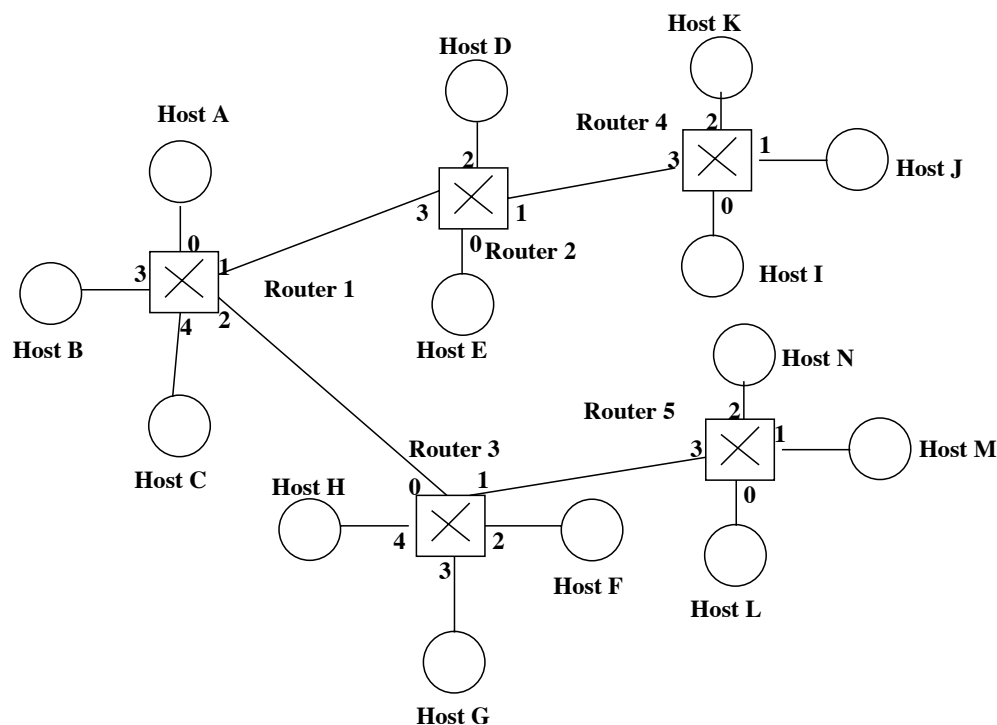 Host K
Host D
Host A
Router 4
2
1
3
Host J
2
0
3
1
0
Router 2
0
1
3
Host I
Router 1
2
4
Host B
Host E
Host N
Router 5
2
1
3
Host M
Router 3
Host C
Host H
0
1
0
4
2
3
Host F
Host L
Host G